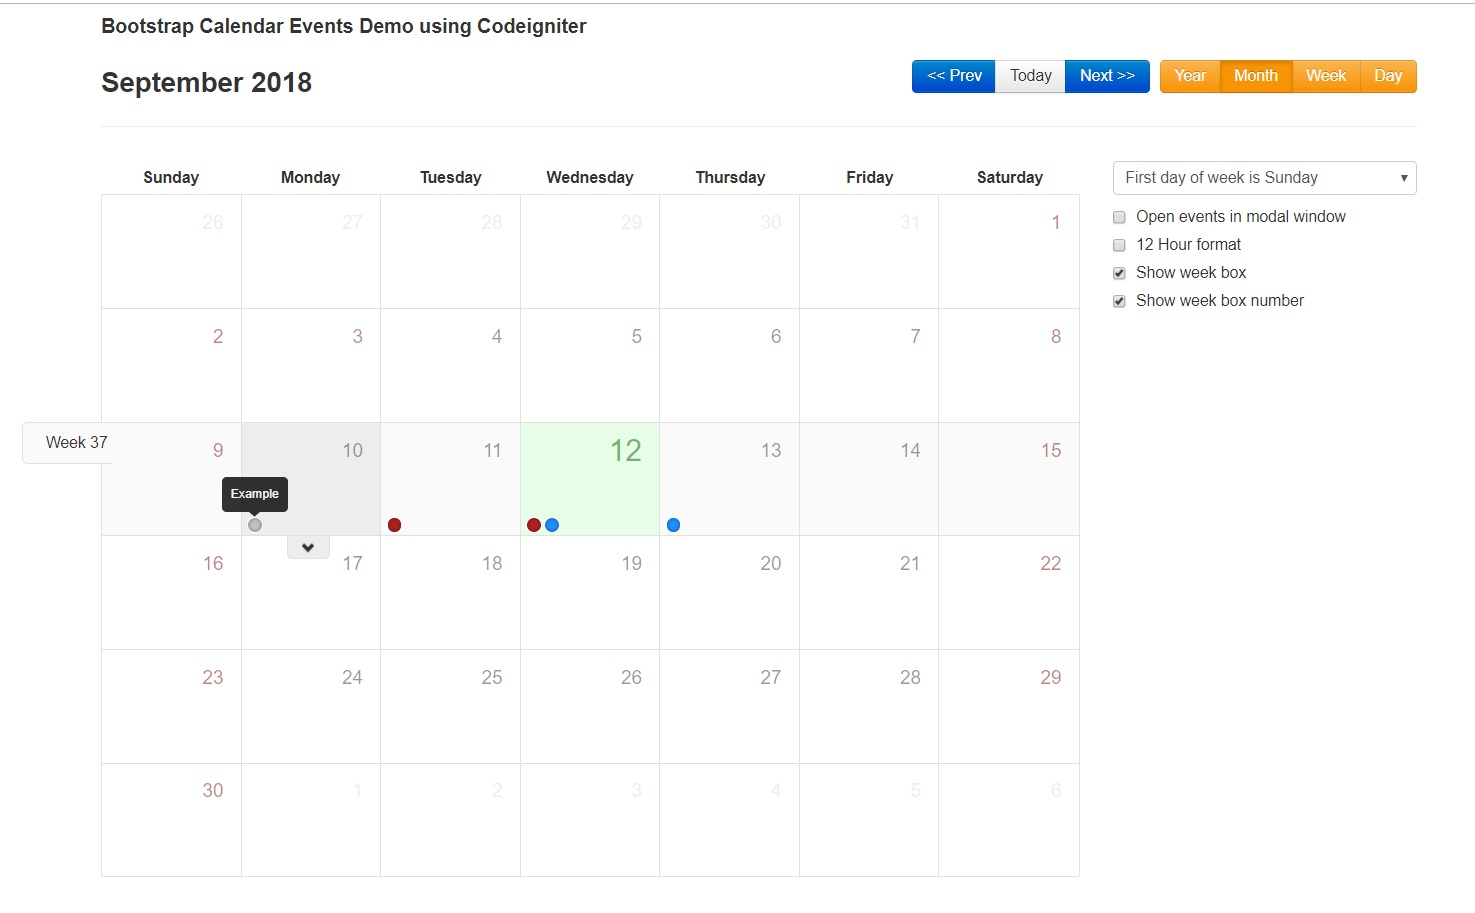 Bootstrap Calendar Events Demo using Codeigniter
September 2018
<< Prev Today Next >> Year Month Week Day
Sunday Monday Tuesday Wednesday Thursday Friday Saturday
26 27 28 29 30 31 1
2 3 4 5 6 7 8
Week 37 9 10 11 12 13 14 15
Example
16 17 18 19 20 21 22
23 24 25 26 27 28 29
30 1 2 3 4 5 6
First day of week is Sunday
Open events in modal window
12 Hour format
Show week box
Show week box number